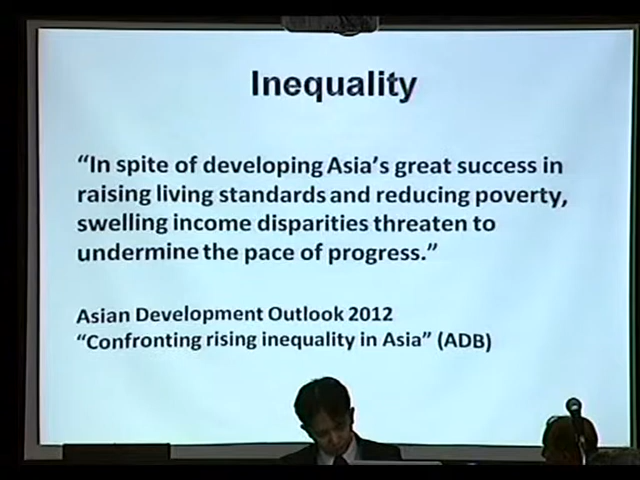 Inequality
“In spite of developing Asia’s great success in
raising living standards and reducing poverty,
swelling income disparities threaten to
undermine the pace of progress.”
Asian Development Outlook 2012
“Confronting rising inequality in Asia” (ADB)